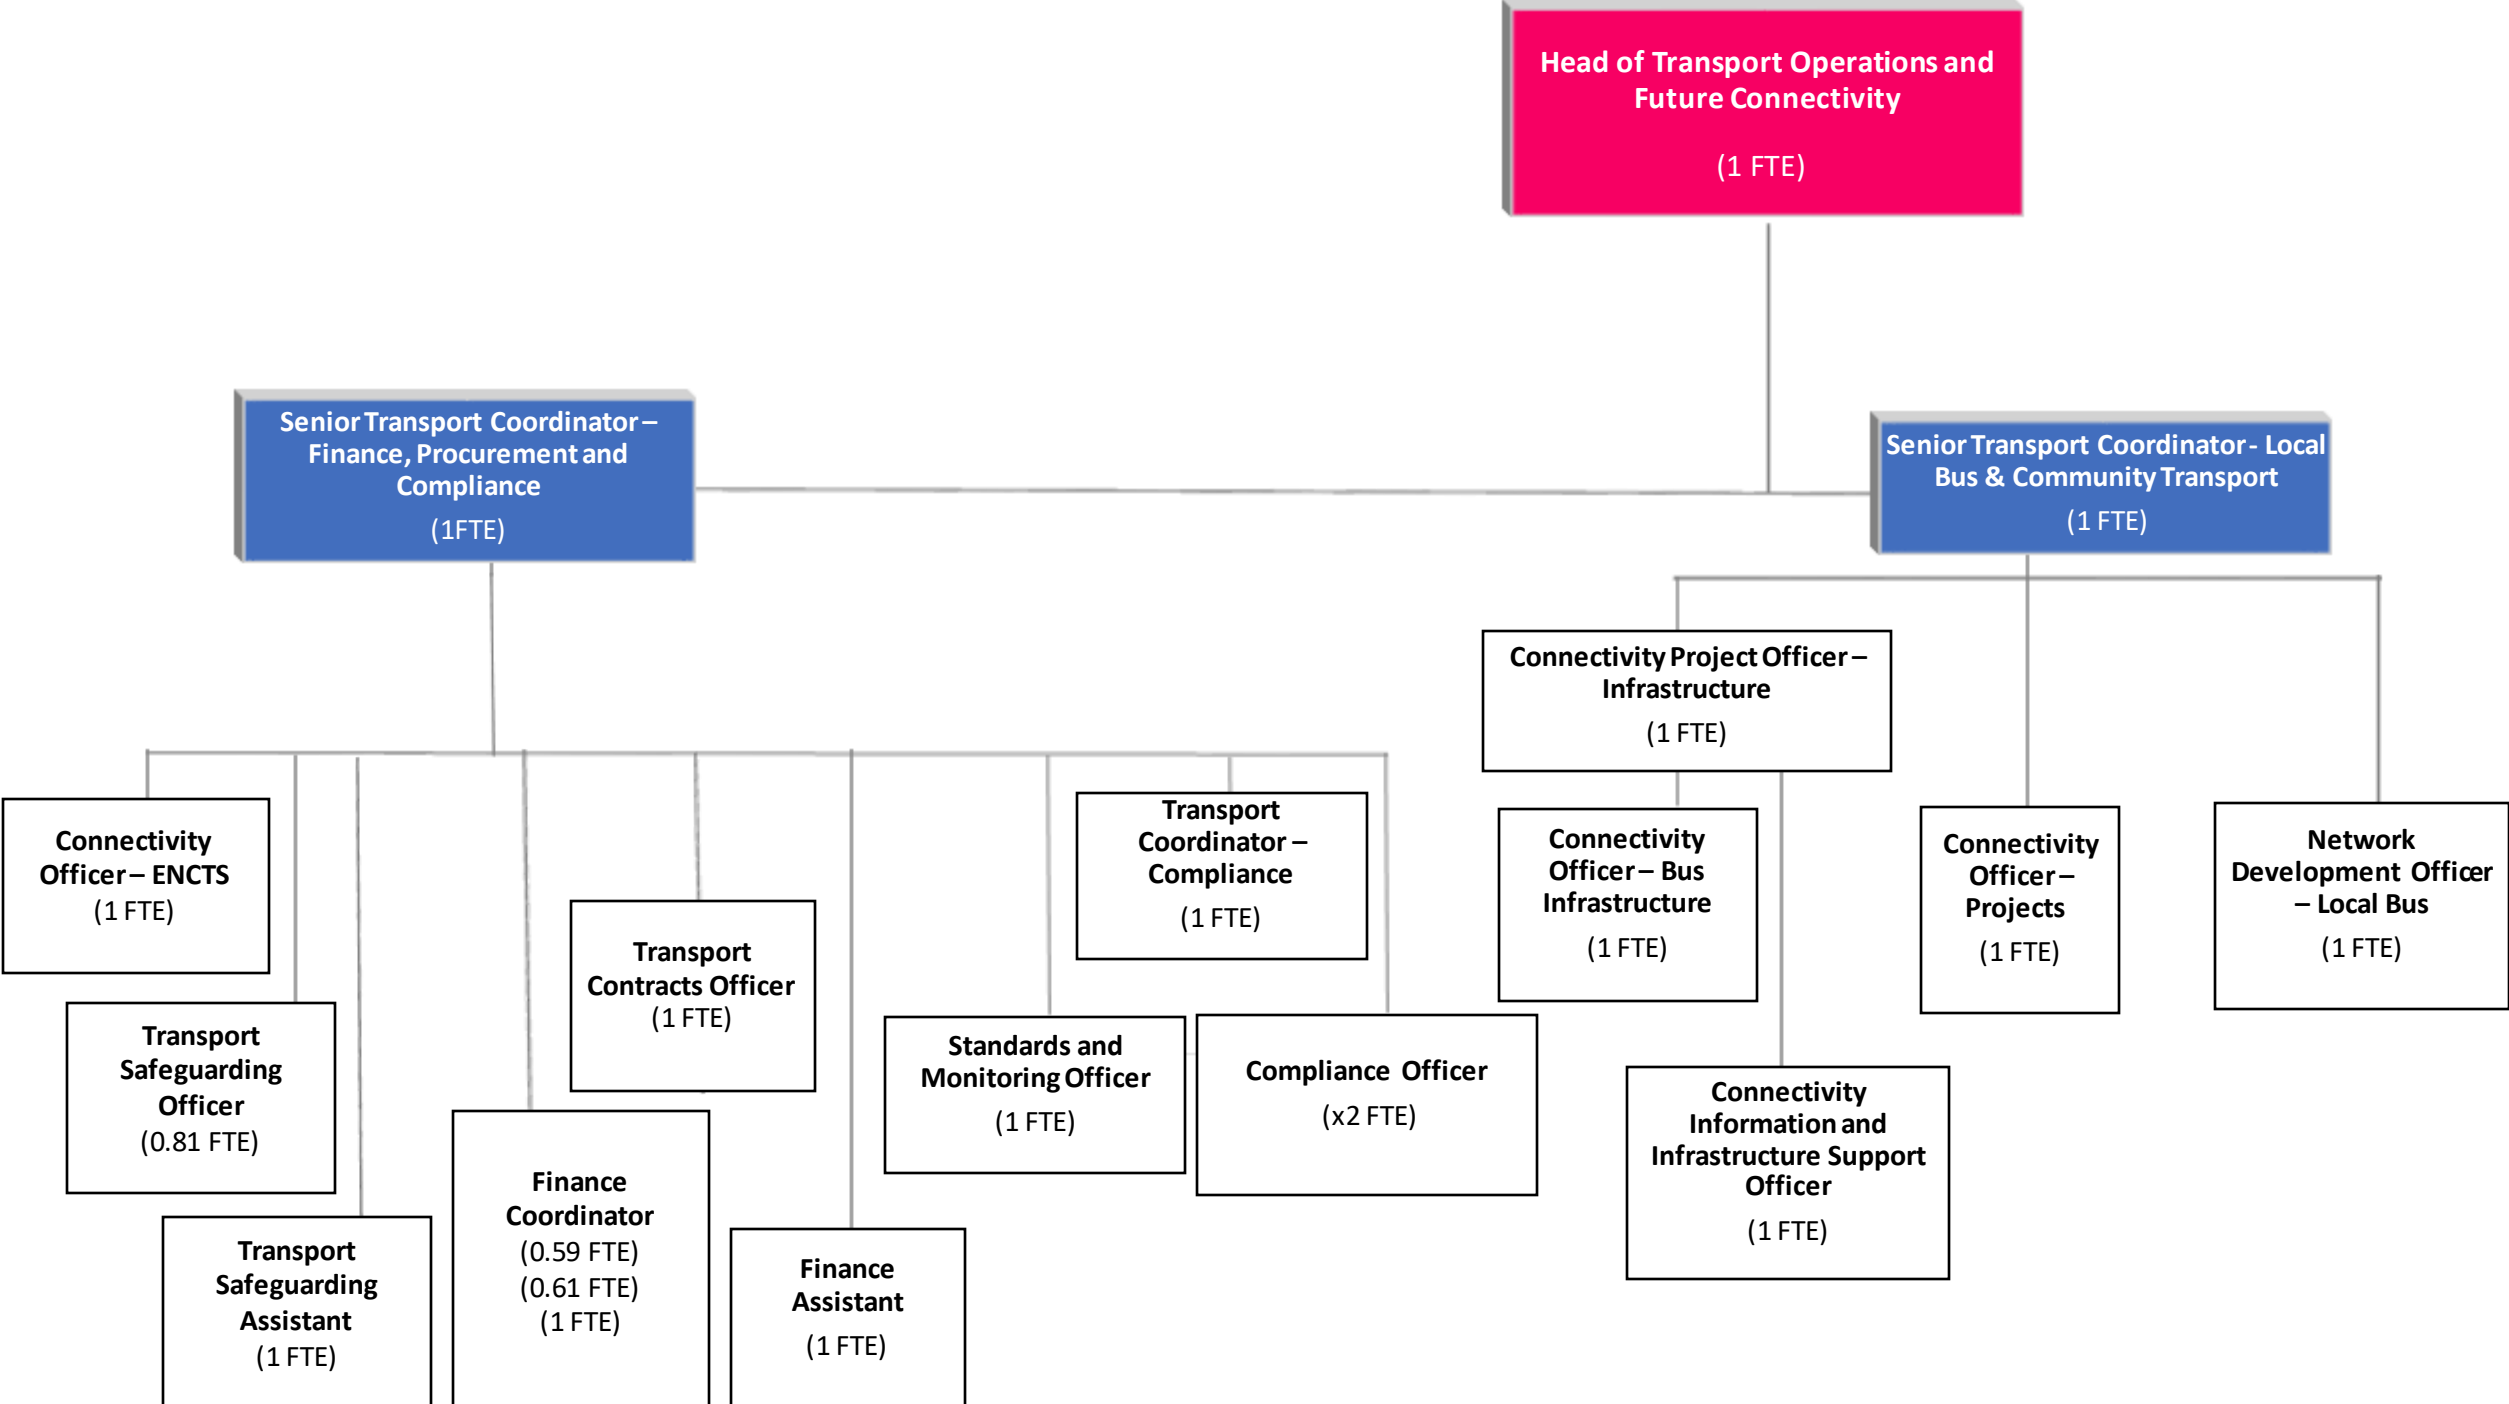 Head of Transport Operations and
Future Connectivity
(1 FTE)
Senior Transport Coordinator –
Finance, Procurement and
Compliance
(1FTE)
Senior Transport Coordinator - Local
Bus & Community Transport
(1 FTE)
Connectivity Project Officer –
Infrastructure
(1 FTE)
Connectivity
Officer – ENCTS
(1 FTE)
Transport
Safeguarding
Officer
(0.81 FTE)
Transport
Safeguarding
Assistant
(1 FTE)
Finance
Coordinator
(0.59 FTE)
(0.61 FTE)
(1 FTE)
Transport
Contracts Officer
(1 FTE)
Finance
Assistant
(1 FTE)
Standards and
Monitoring Officer
(1 FTE)
Transport
Coordinator –
Compliance
(1 FTE)
Compliance Officer
(x2 FTE)
Connectivity
Officer – Bus
Infrastructure
(1 FTE)
Connectivity
Information and
Infrastructure Support
Officer
(1 FTE)
Connectivity
Officer –
Projects
(1 FTE)
Network
Development Officer
– Local Bus
(1 FTE)